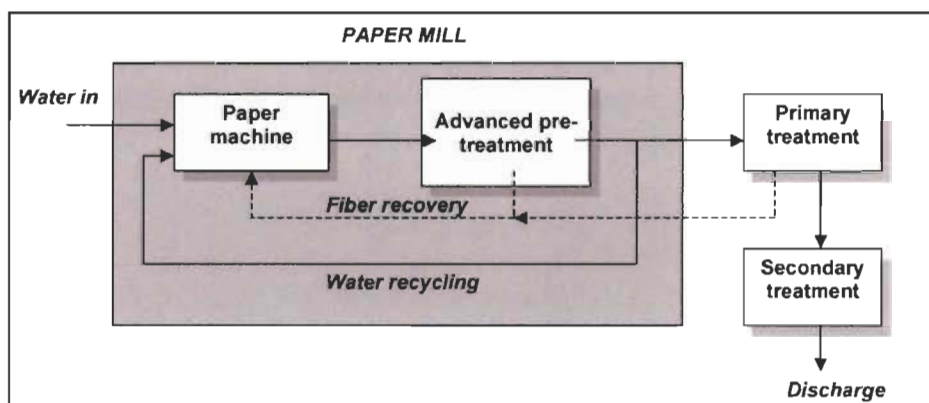 PAPER MILL
Water in
Paper
machine
Advanced pre-
treatment
Primary
treatment
Fiber recovery
Water recycling
Secondary
treatment
Discharge